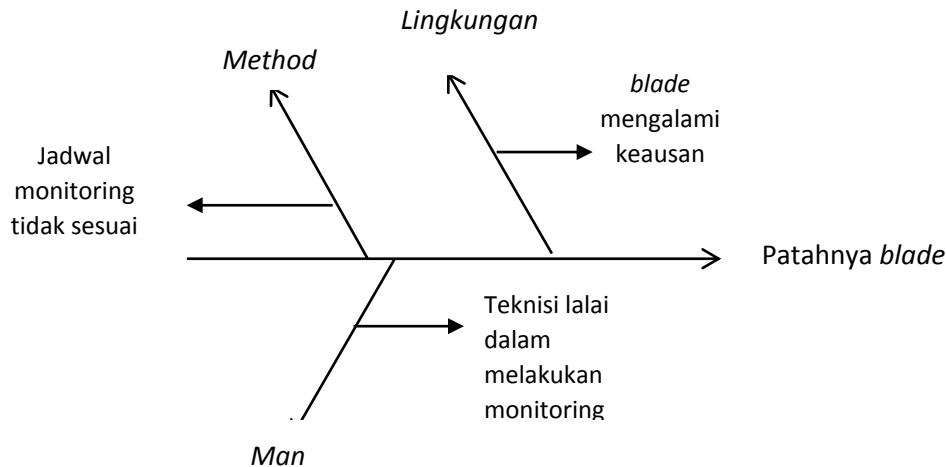 Lingkungan
Method
blade
mengalami
keausan
Jadwal
monitoring
tidak sesuai
Patahnya blade
Teknisi lalai
dalam
melakukan
monitoring
Man